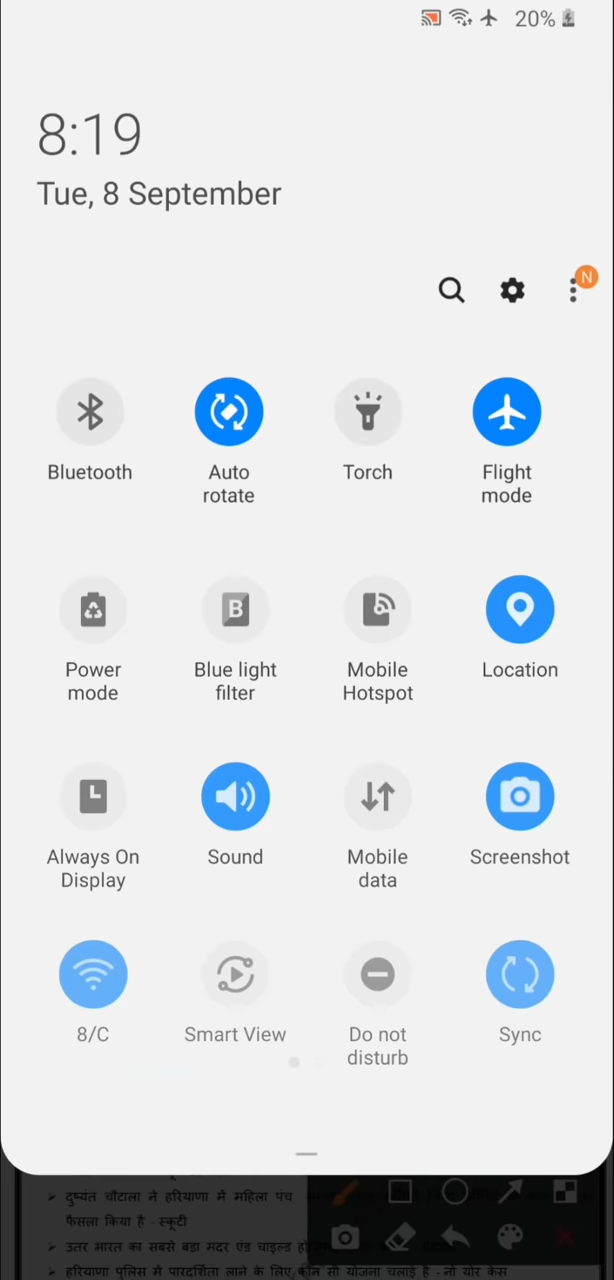 20%
8:19
Tue, 8 September
N
Bluetooth
Auto
rotate
Torch
Flight
mode
Power
mode
B
Blue light
filter
Mobile
Hotspot
Location
Always On
Display
Sound
Mobile
data
Screenshot
8/C
Smart View
Do not
disturb
Sync
➢ दुष्यंत चौटाला ने हरियाणा में महिला पंच
फैसला किया है - स्कूटी
➢ उतर भारत का सबसे बडा मदर एंड चाइल्ड
➢ हरियाणा पुलिस में पारदर्शिता लाने के लिए कौन सी योजना चलाई है - नो योर केस